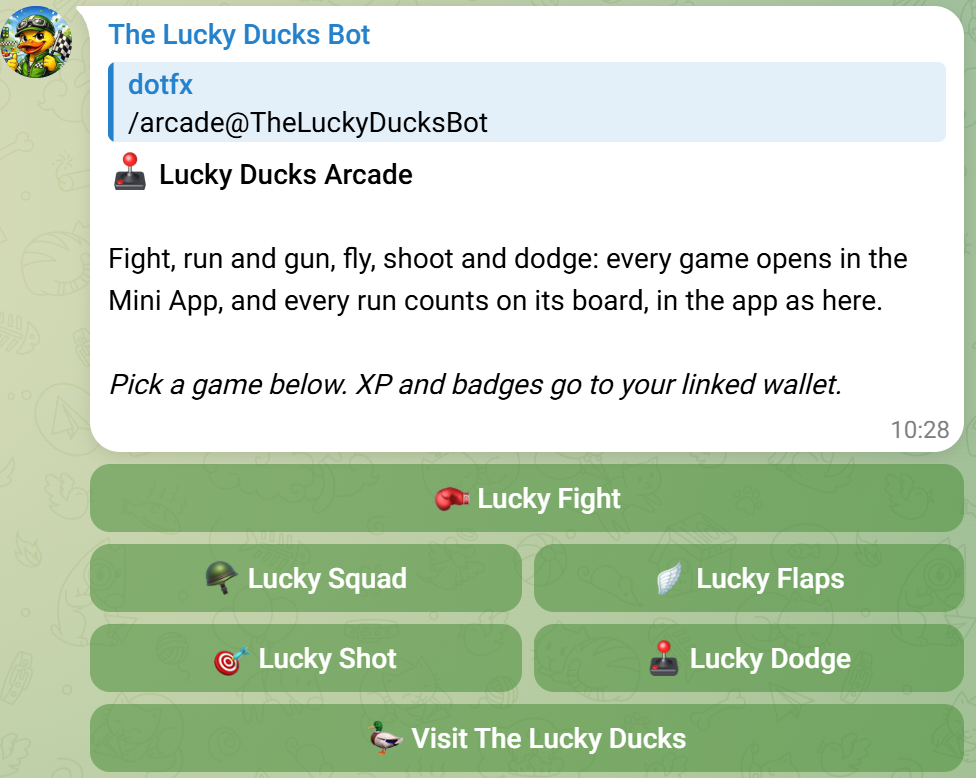 The Lucky Ducks Bot
dotfx
/arcade@TheLuckyDucksBot
🕹️ Lucky Ducks Arcade
Fight, run and gun, fly, shoot and dodge: every game opens in the
Mini App, and every run counts on its board, in the app as here.
Pick a game below. XP and badges go to your linked wallet.
10:28
🥊 Lucky Fight
🪖 Lucky Squad
🪽 Lucky Flaps
🎯 Lucky Shot
🕹️ Lucky Dodge
🦆 Visit The Lucky Ducks